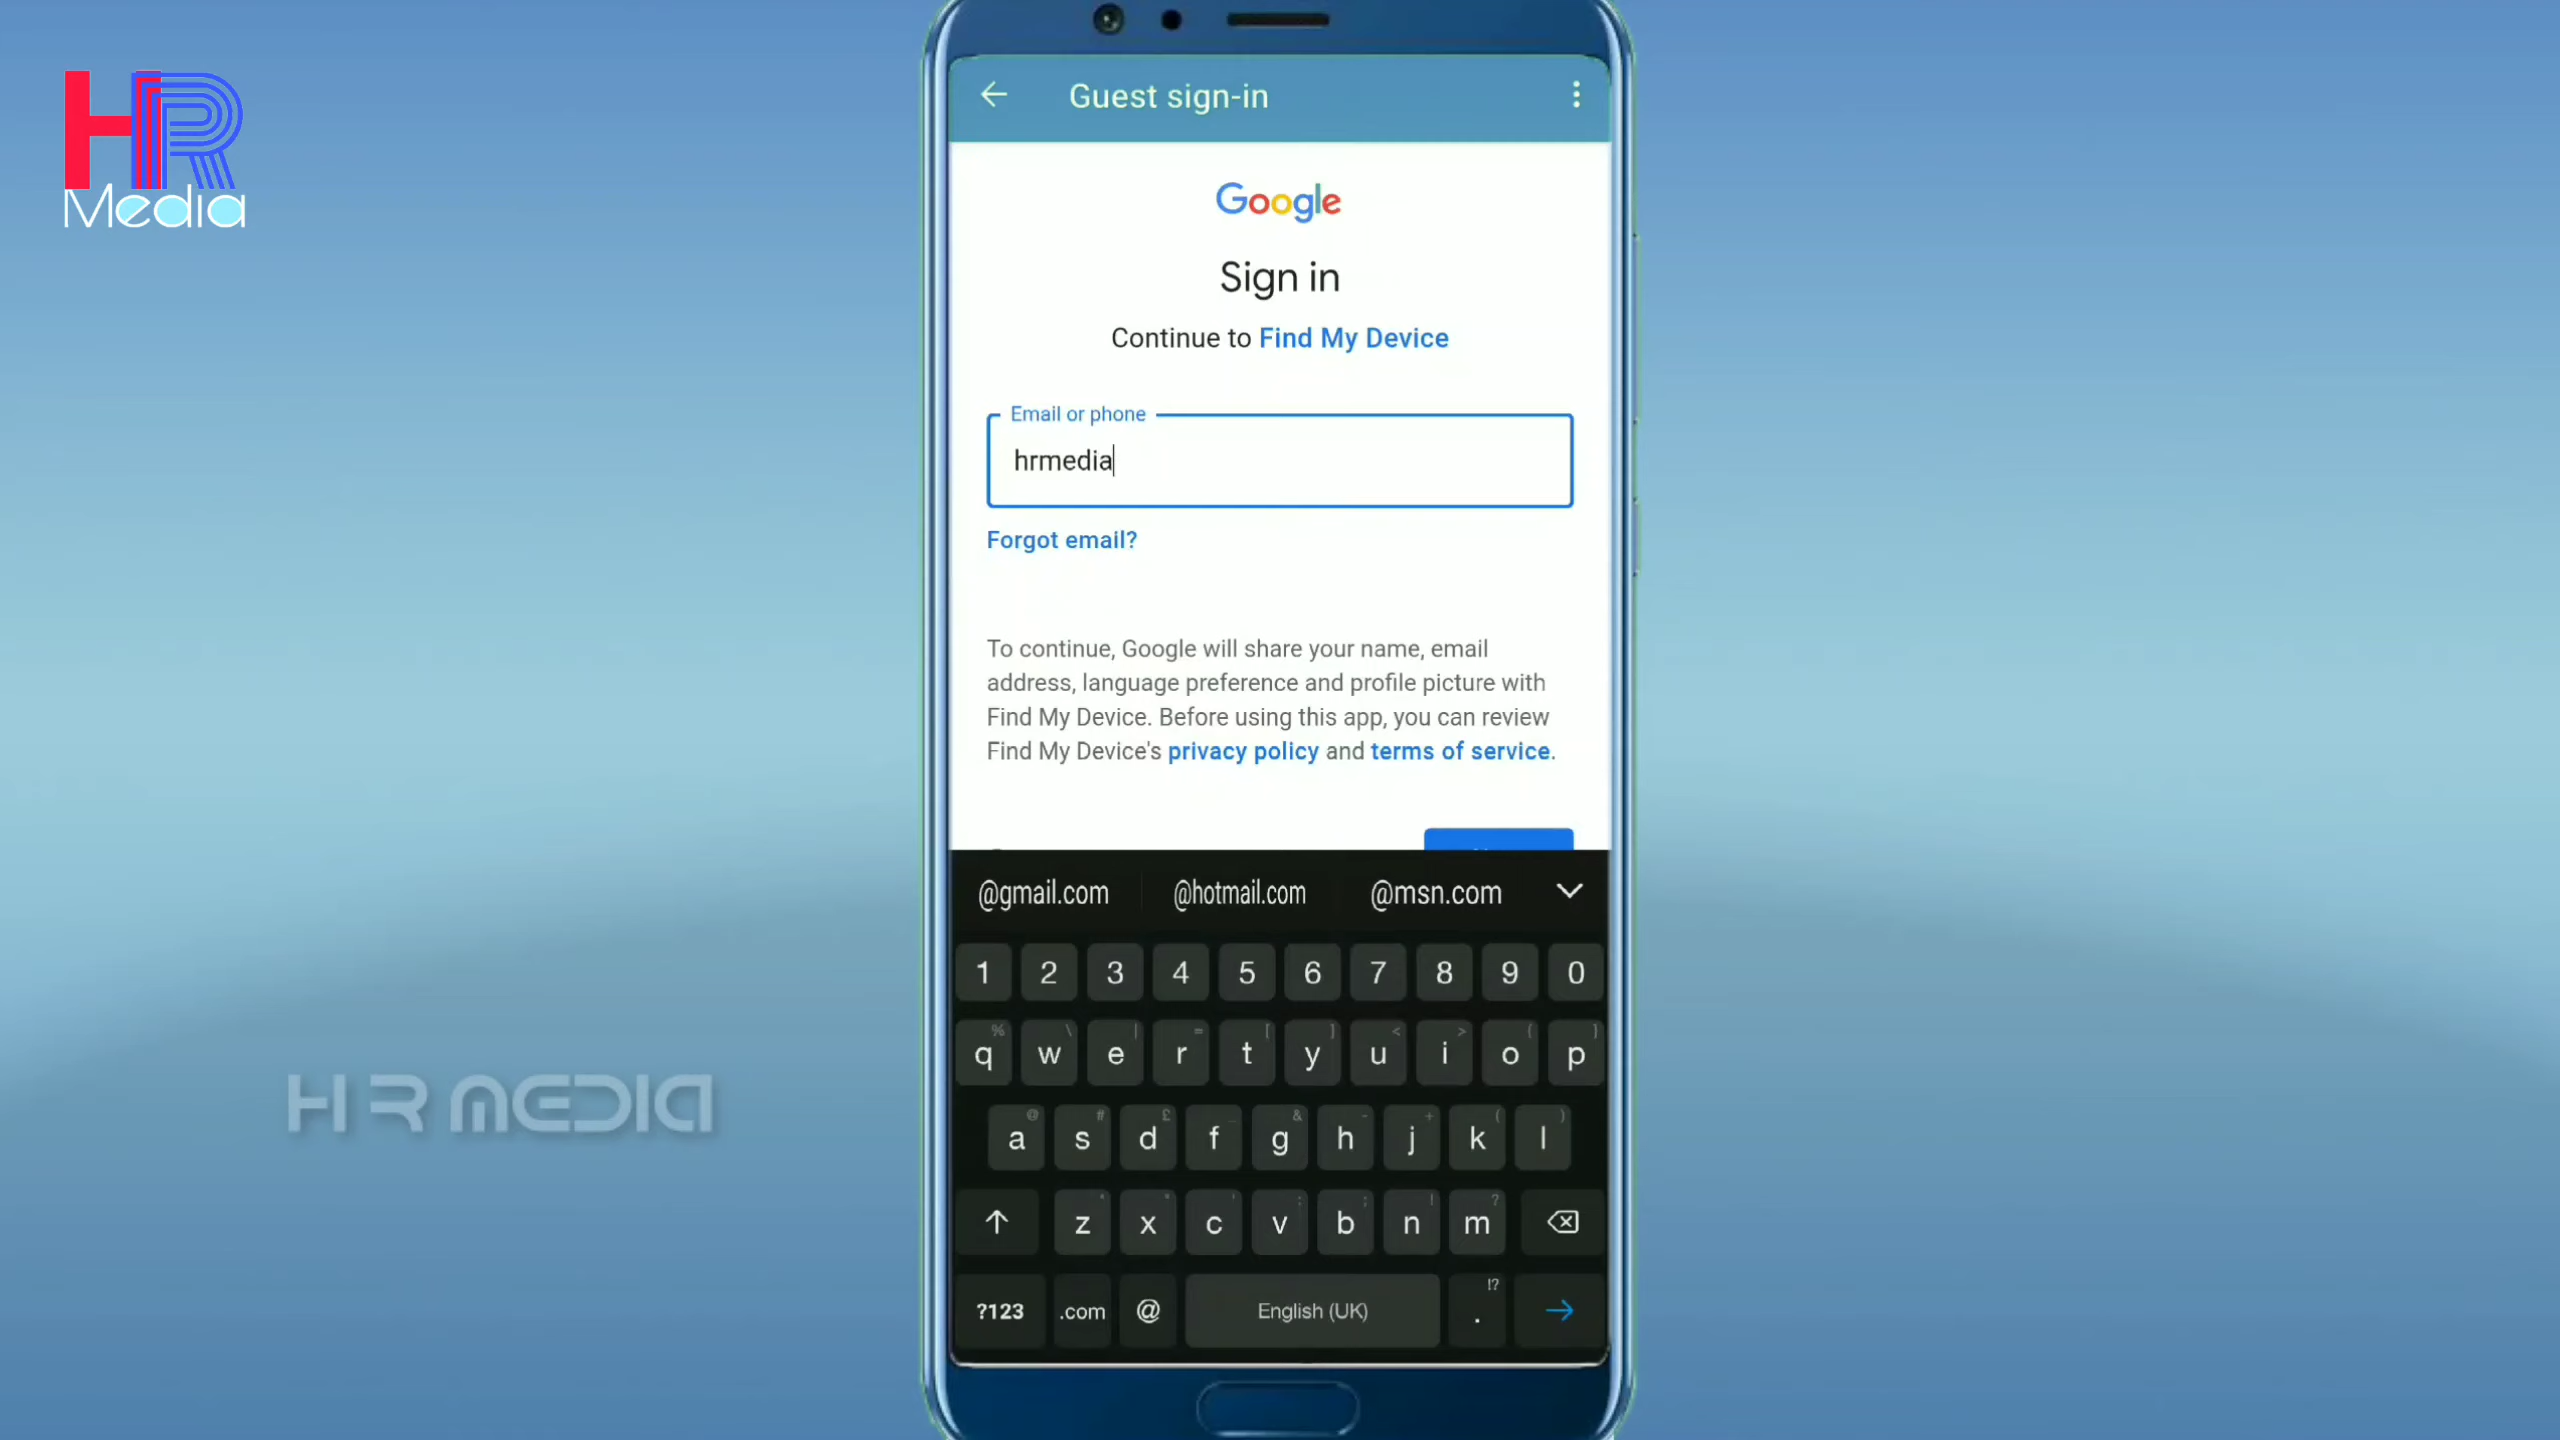 HR
Media
Guest sign-in
Google
Sign in
Continue to Find My Device
Email or phone
hrmedia
Forgot email?
To continue, Google will share your name, email
address, language preference and profile picture with
Find My Device. Before using this app, you can review
Find My Device's privacy policy and terms of service.
@gmail.com @hotmail.com @msn.com
1 2 3 4 5 6 7 8 9 0
q w e r t y u i o p
a s d f g h j k l
z x c v b n m
?123 .com @ English (UK) . !?
HR MEDIA